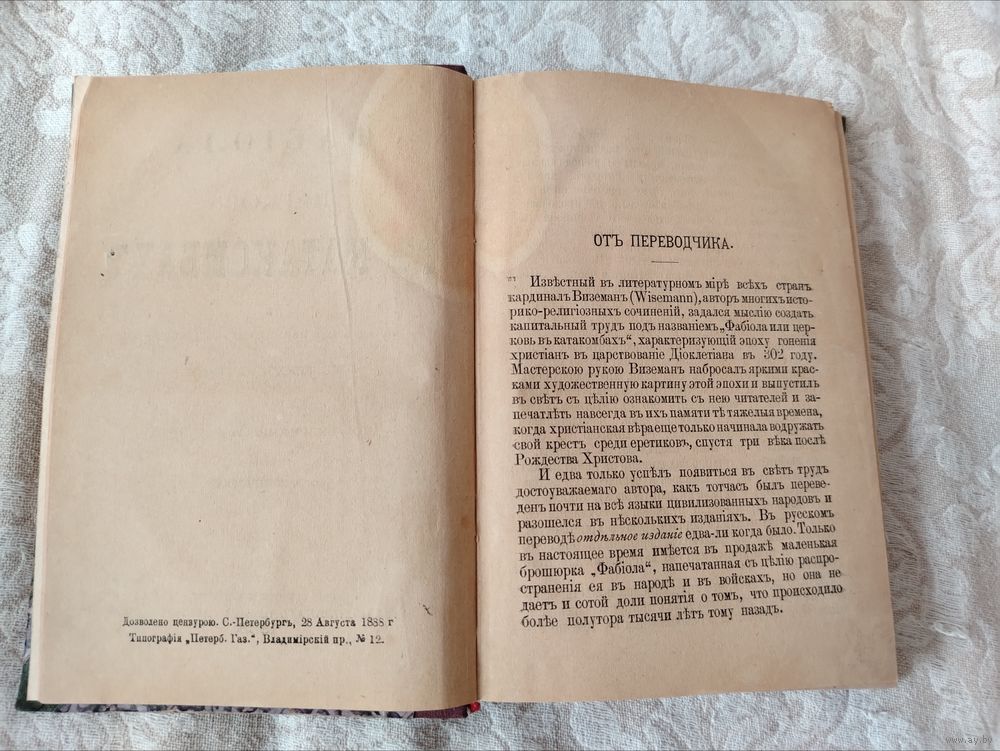 Дозволено цензурою. С.-Петербургъ, 28 Августа 1888 г
Типографія „Петерб. Газ.“, Владимірскій пр., № 12.
ОТЪ ПЕРЕВОДЧИКА.
Извѣстный въ литературномъ мірѣ всѣхъ странъ
кардиналъ Виземанъ (Wisemann), авторъ многихъ исто-
рико-религіозныхъ сочиненій, задался мыслію создать
капитальный трудъ подъ названіемъ „Фабіола или цер-
ковь въ катакомбахъ“, характеризующій эпоху гоненія
христіанъ въ царствованіе Діоклетіана въ 302 году.
Мастерскою рукою Виземанъ набросалъ яркими крас-
ками художественную картину этой эпохи и выпустилъ
въ свѣтъ съ цѣлію ознакомить съ нею читателей и за-
печатлѣть навсегда въ ихъ памяти тѣ тяжелыя времена,
когда христіанская вѣра еще только начинала водружать
свой крестъ среди еретиковъ, спустя три вѣка послѣ
Рождества Христова.
И едва только успѣлъ появиться въ свѣтъ трудъ
достоуважаемаго автора, какъ тотчасъ былъ переве-
денъ почти на всѣ языки цивилизованныхъ народовъ и
разошелся въ нѣсколькихъ изданіяхъ. Въ русскомъ
переводѣ отдѣльное изданіе едва-ли когда было. Только
въ настоящее время имѣется въ продажѣ маленькая
брошюрка „Фабіола“, напечатанная съ цѣлію распро-
страненія ея въ народѣ и въ войскахъ, но она не
даетъ и сотой доли понятія о томъ, что происходило
болѣе полутора тысячи лѣтъ тому назадъ.
www.ay.by